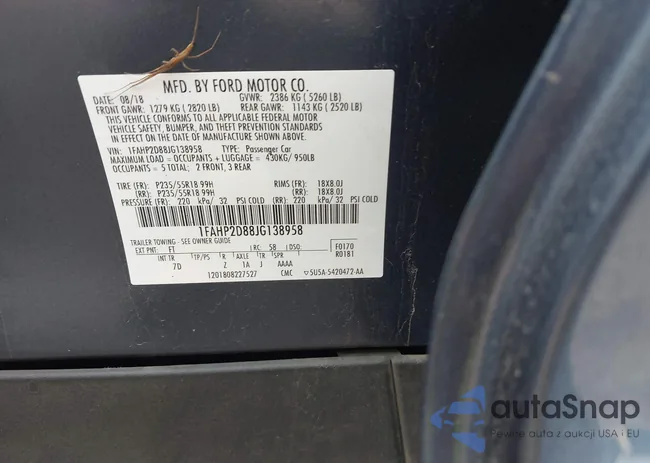 MFD. BY FORD MOTOR CO.
DATE: 08/18 GVWR: 2386 KG ( 5260 LB)
FRONT GAWR: 1279 KG ( 2820 LB) REAR GAWR: 1143 KG ( 2520 LB)
THIS VEHICLE CONFORMS TO ALL APPLICABLE FEDERAL MOTOR
VEHICLE SAFETY, BUMPER, AND THEFT PREVENTION STANDARDS
IN EFFECT ON THE DATE OF MANUFACTURE SHOWN ABOVE.
VIN: 1FAHP2D88JG138958 TYPE: Passenger Car
MAXIMUM LOAD = OCCUPANTS + LUGGAGE = 430KG/ 950LB
OCCUPANTS = 5 TOTAL; 2 FRONT, 3 REAR
TIRE (FR): P235/55R18 99H RIMS (FR): 18X8.0J
(RR): P235/55R18 99H (RR): 18X8.0J
PRESSURE (FR): 220 kPa/ 32 PSI COLD (RR): 220 kPa/ 32 PSI COLD
1FAHP2D88JG138958
TRAILER TOWING - SEE OWNER GUIDE
EXT PNT: FT RC: 58 DSO: F0170
R0181
INT TR TP/PS R AXLE TR SPR
7D Z 1A J AAAA
1201808227527 CMC 5U5A-5420472-AA
autaSnap
Pewne auto z aukcji USA i EU